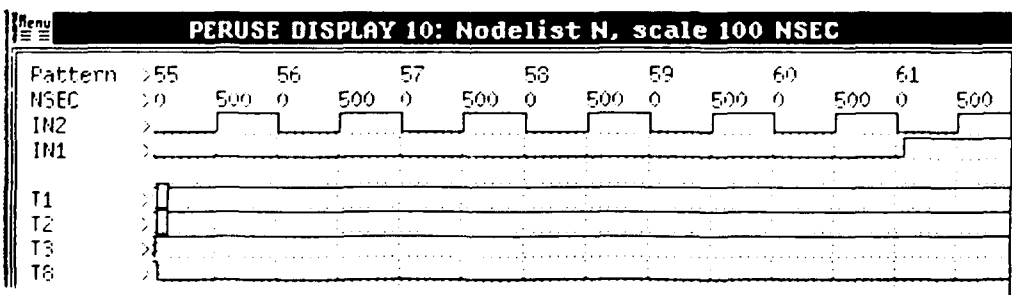 Menu
PERUSE DISPLAY 10: Nodelist N, scale 100 NSEC
Pattern >55 56 57 58 59 60 61
NSEC >0 500 0 500 0 500 0 500 0 500 0 500 0 500
IN2 >
IN1 >
T1 >
T2 >
T3 >
T8 >